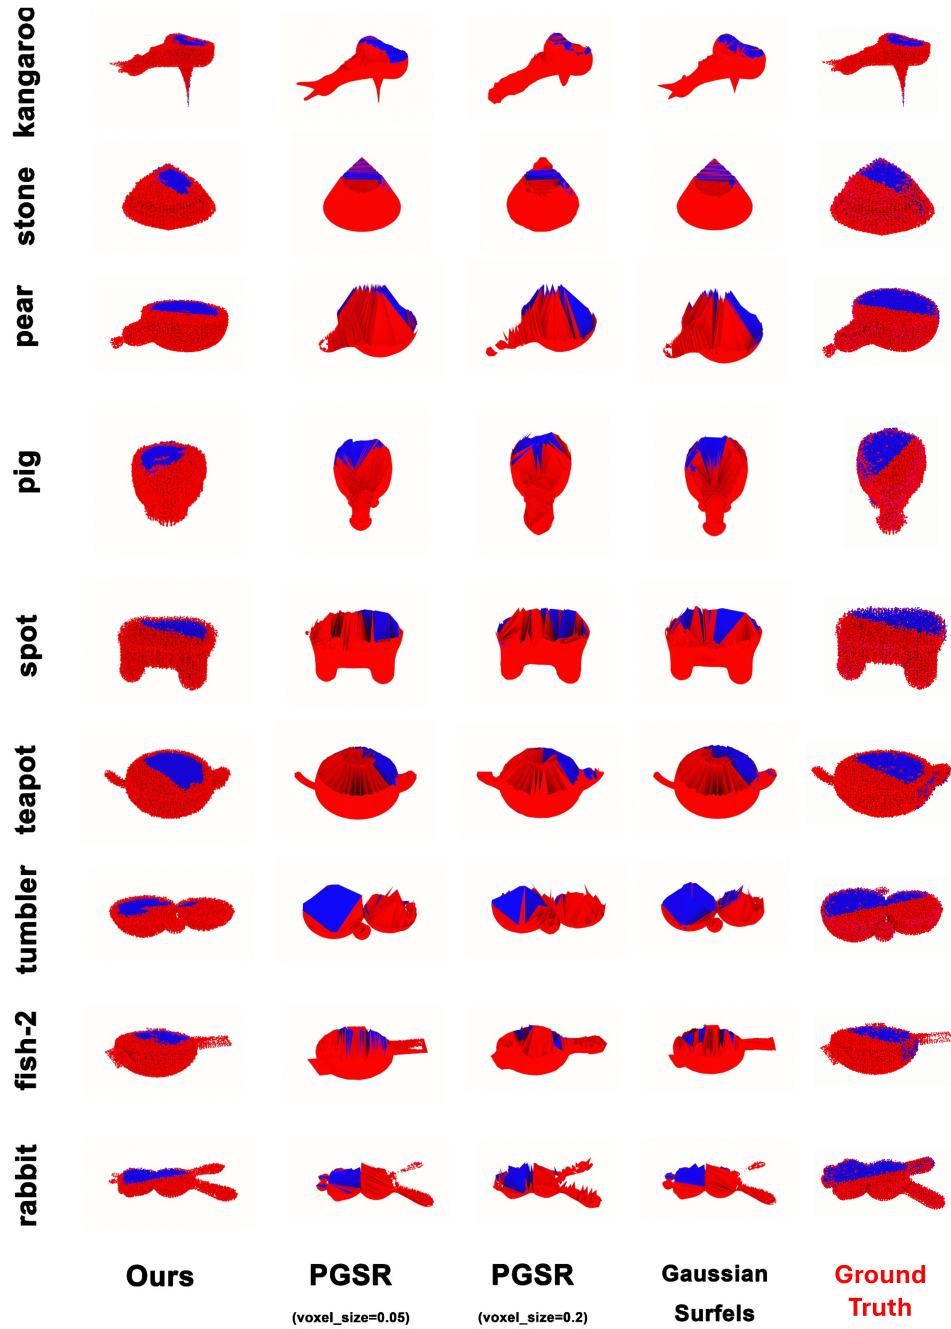 kangaroo
stone
pear
pig
spot
teapot
tumbler
fish-2
rabbit
Ours
PGSR
(voxel_size=0.05)
PGSR
(voxel_size=0.2)
Gaussian
Surfels
Ground
Truth